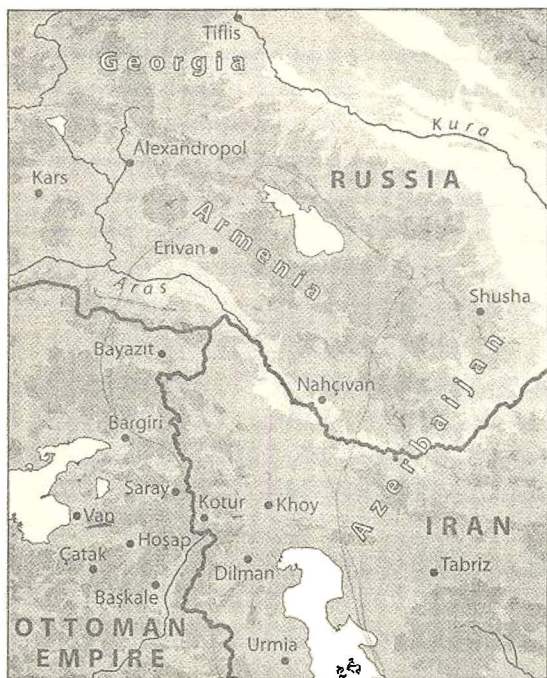 Tiflis
Georgia
Kura
Alexandropol
Kars
RUSSIA
Armenia
Erivan
Aras
Shusha
Bayazıt
Nahçıvan
Azerbaijan
Bargiri
Saray
Kotur
Khoy
Van
IRAN
Hoşap
Çatak
Dilman
Tabriz
Başkale
OTTOMAN
EMPIRE
Urmia